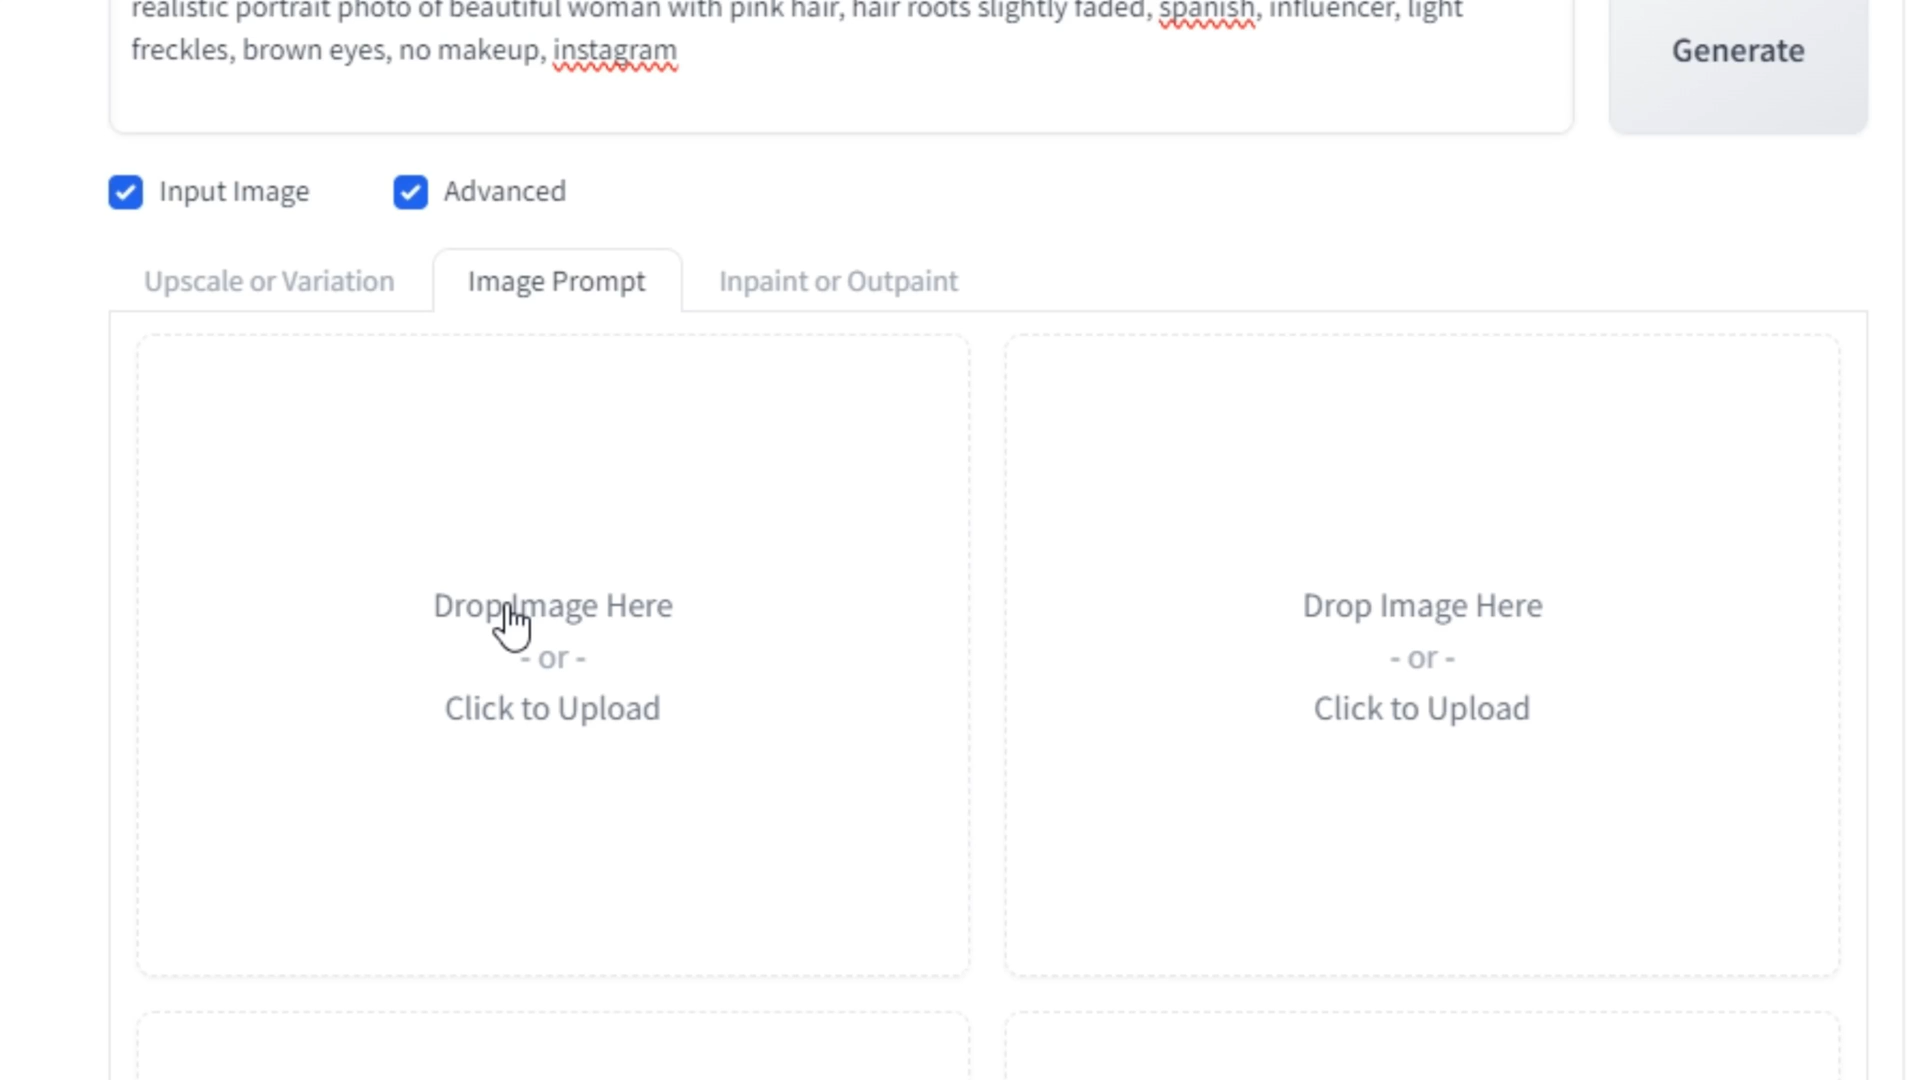 realistic portrait photo of beautiful woman with pink hair, hair roots slightly faded, spanish, influencer, light
freckles, brown eyes, no makeup, instagram
Generate
Input Image
Advanced
Upscale or Variation
Image Prompt
Inpaint or Outpaint
Drop Image Here
- or -
Click to Upload
Drop Image Here
- or -
Click to Upload